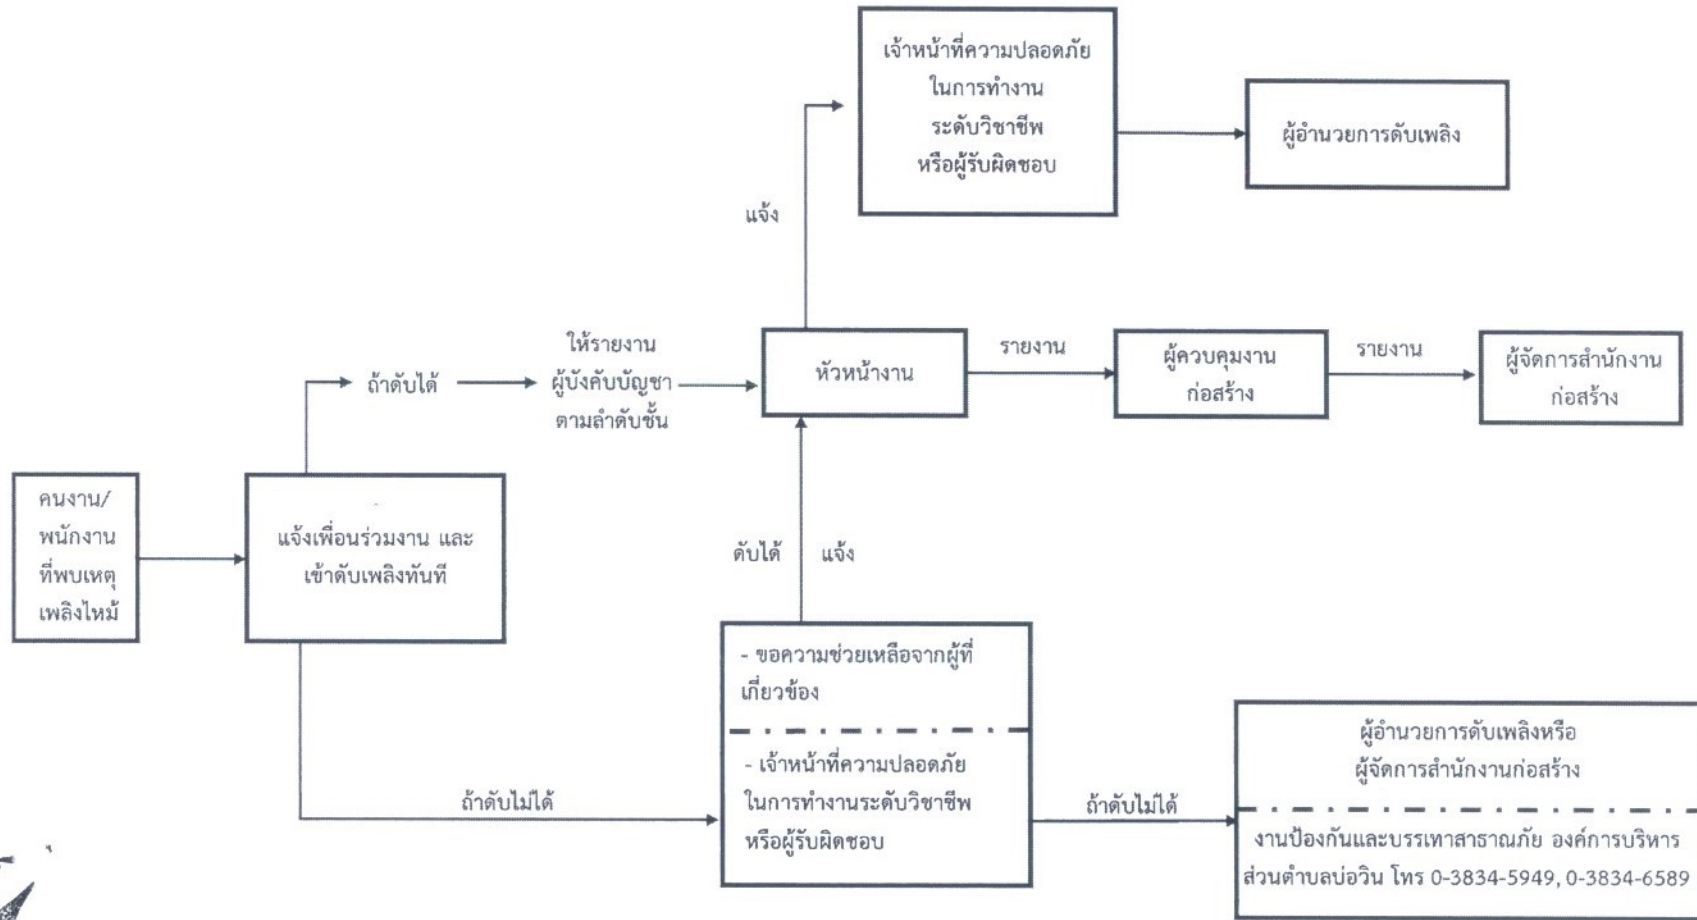 เจ้าหน้าที่ความปลอดภัย
ในการทำงาน
ระดับวิชาชีพ
หรือผู้รับผิดชอบ
ผู้อำนวยการดับเพลิง
แจ้ง
ถ้าดับได้
ให้รายงาน
ผู้บังคับบัญชา
ตามลำดับชั้น
หัวหน้างาน
รายงาน
ผู้ควบคุมงาน
ก่อสร้าง
รายงาน
ผู้จัดการสำนักงาน
ก่อสร้าง
คนงาน/
พนักงาน
ที่พบเหตุ
เพลิงไหม้
แจ้งเพื่อนร่วมงาน และ
เข้าดับเพลิงทันที
ดับได้ แจ้ง
ถ้าดับไม่ได้
- ขอความช่วยเหลือจากผู้ที่
เกี่ยวข้อง
- เจ้าหน้าที่ความปลอดภัย
ในการทำงานระดับวิชาชีพ
หรือผู้รับผิดชอบ
ถ้าดับไม่ได้
ผู้อำนวยการดับเพลิงหรือ
ผู้จัดการสำนักงานก่อสร้าง
งานป้องกันและบรรเทาสาธาณภัย องค์การบริหาร
ส่วนตำบลบ่อวิน โทร 0-3834-5949, 0-3834-6589